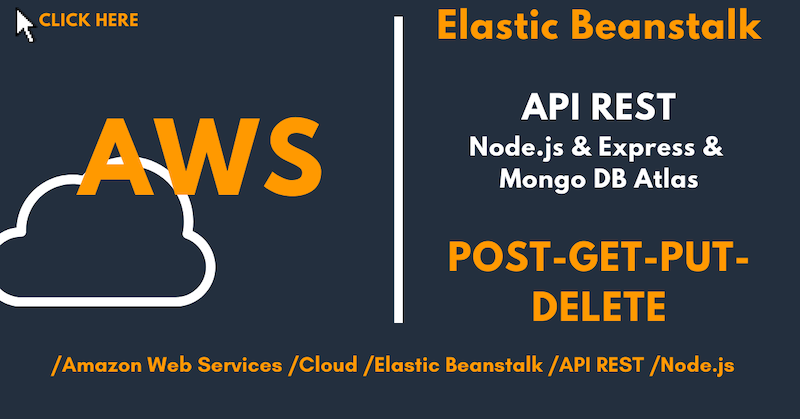 CLICK HERE
AWS
Elastic Beanstalk
API REST
Node.js & Express &
Mongo DB Atlas
POST-GET-PUT-
DELETE
/Amazon Web Services /Cloud /Elastic Beanstalk /API REST /Node.js